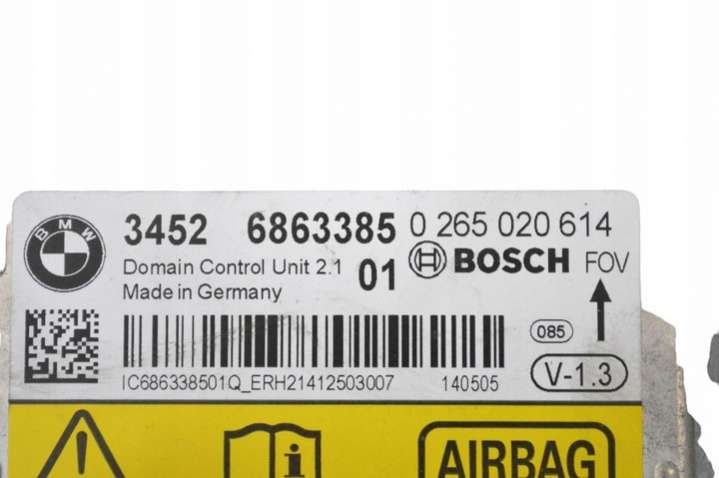 BMW
3452 6863385 0 265 020 614
Domain Control Unit 2.1 01 BOSCH FOV
Made in Germany
085
IC686338501Q_ERH21412503007 140505
V-1.3
AIRBAG